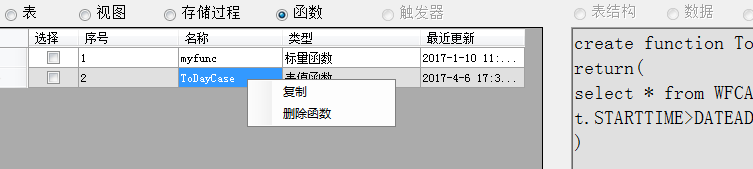 表 视图 存储过程 函数 触发器 表结构 数据
选择 序号 名称 类型 最近更新
1 myfunc 标量函数 2017-1-10 11:...
2 ToDayCase 表值函数 2017-4-6 17:3...
复制
删除函数
create function To
return(
select * from WFCA
t.STARTTIME>DATEAD
)